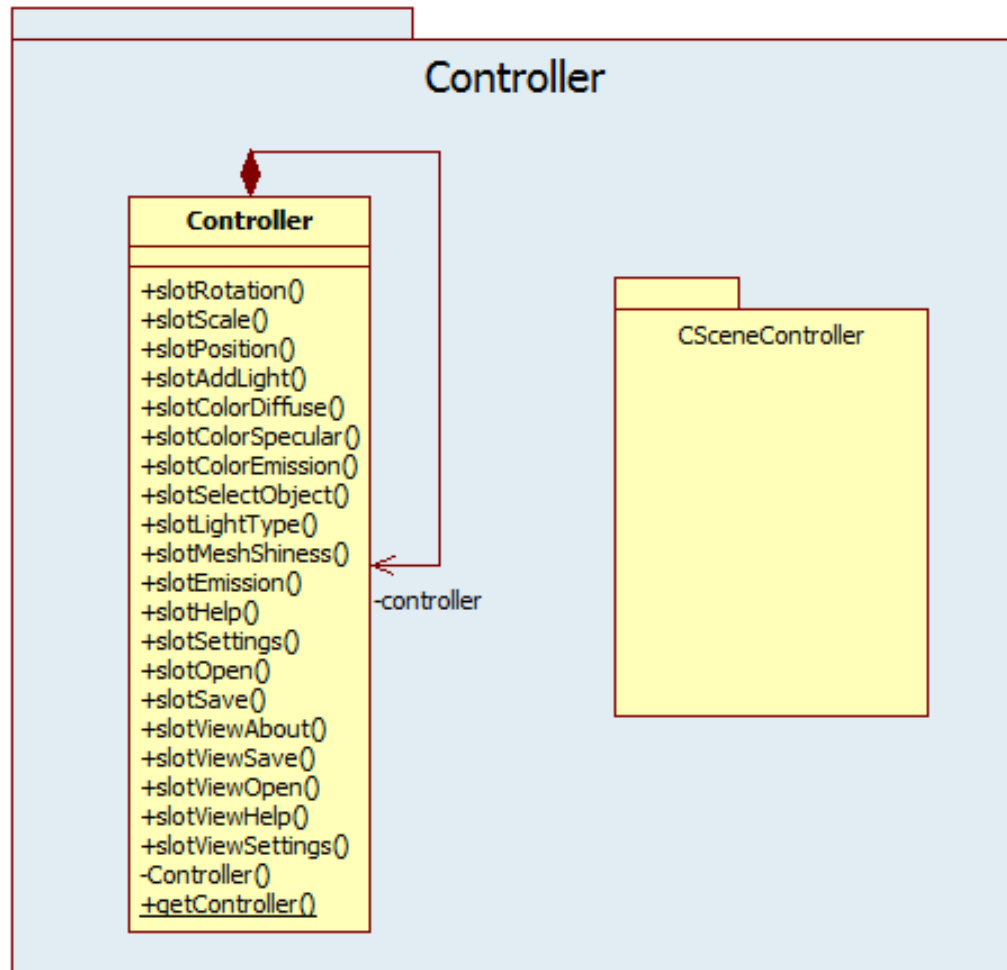 Controller
Controller
+slotRotation()
+slotScale()
+slotPosition()
+slotAddLight()
+slotColorDiffuse()
+slotColorSpecular()
+slotColorEmission()
+slotSelectObject()
+slotLightType()
+slotMeshShiness()
+slotEmission()
+slotHelp()
+slotSettings()
+slotOpen()
+slotSave()
+slotViewAbout()
+slotViewSave()
+slotViewOpen()
+slotViewHelp()
+slotViewSettings()
-Controller()
+getController()
-controller
CSceneController